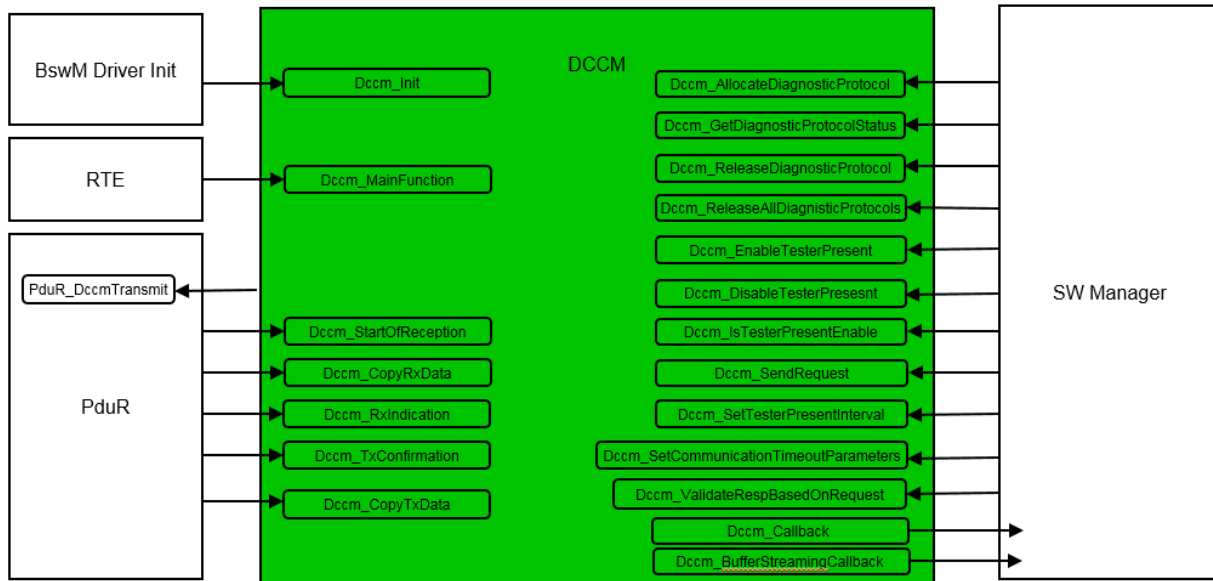 BswM Driver Init
RTE
PduR_DccmTransmit
PduR
DCCM
Dccm_Init
Dccm_MainFunction
Dccm_StartOfReception
Dccm_CopyRxData
Dccm_RxIndication
Dccm_TxConfirmation
Dccm_CopyTxData
Dccm_AllocateDiagnosticProtocol
Dccm_GetDiagnosticProtocolStatus
Dccm_ReleaseDiagnosticProtocol
Dccm_ReleaseAllDiagnisticProtocols
Dccm_EnableTesterPresent
Dccm_DisableTesterPresesnt
Dccm_IsTesterPresentEnable
Dccm_SendRequest
Dccm_SetTesterPresentInterval
Dccm_SetCommunicationTimeoutParameters
Dccm_ValidateRespBasedOnRequest
Dccm_Callback
Dccm_BufferStreamingCallback
SW Manager